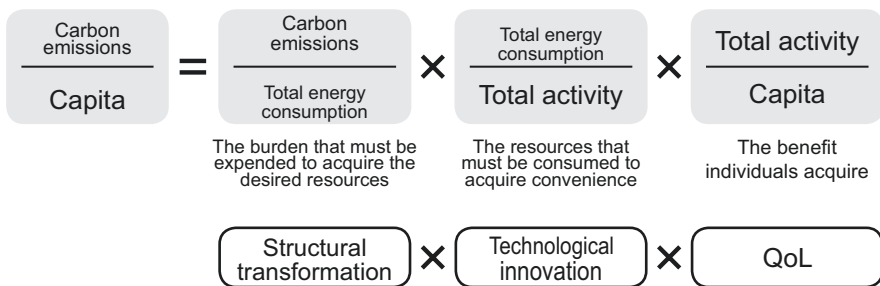 Carbon
emissions
Capita
=
Carbon
emissions
Total energy
consumption
×
Total energy
consumption
Total activity
×
Total activity
Capita
The burden that must be
expended to acquire the
desired resources
The resources that
must be consumed to
acquire convenience
The benefit
individuals acquire
Structural
transformation
×
Technological
innovation
×
QoL